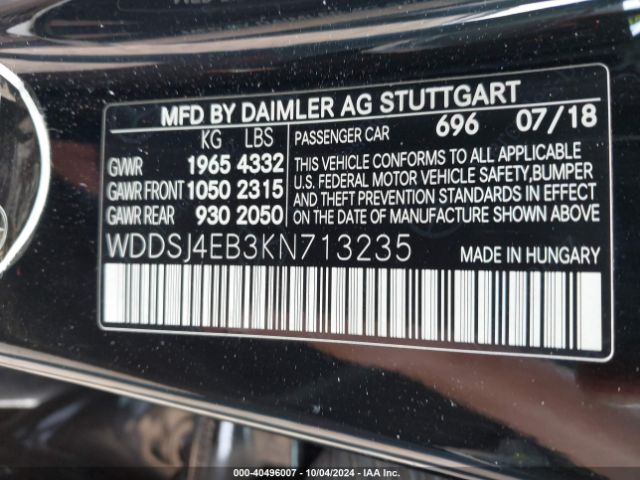 MFD BY DAIMLER AG STUTTGART
KG LBS
PASSENGER CAR 696 07/18
GVWR 1965 4332
GAWR FRONT 1050 2315
GAWR REAR 930 2050
THIS VEHICLE CONFORMS TO ALL APPLICABLE
U.S. FEDERAL MOTOR VEHICLE SAFETY, BUMPER
AND THEFT PREVENTION STANDARDS IN EFFECT
ON THE DATE OF MANUFACTURE SHOWN ABOVE
WDDSJ4EB3KN713235 MADE IN HUNGARY
000-40496007 - 10/04/2024 - IAA Inc.